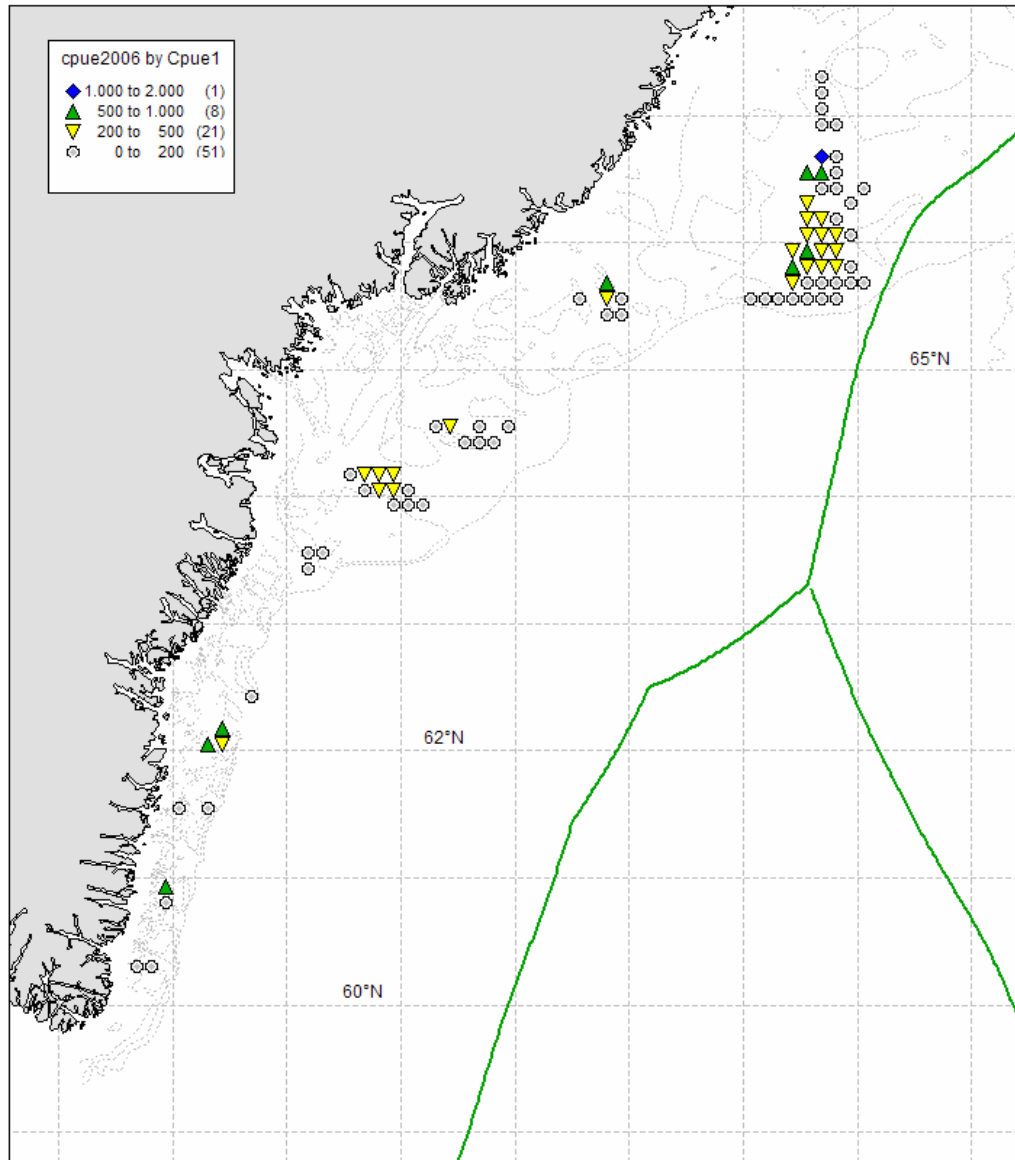 cpue2006 by Cpue1
1.000 to 2.000 (1)
500 to 1.000 (8)
200 to 500 (21)
0 to 200 (51)
65°N
62°N
60°N